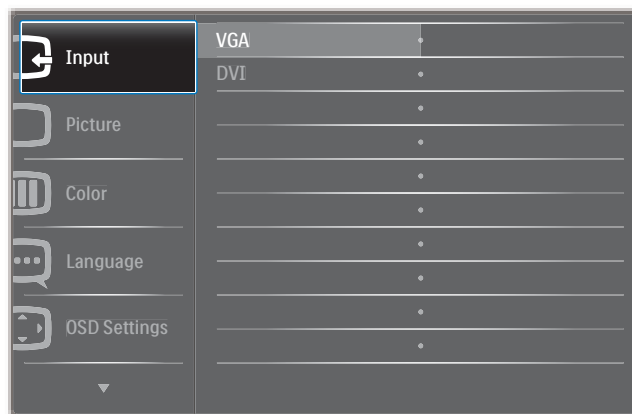 Input
Picture
Color
Language
OSD Settings
VGA
DVI